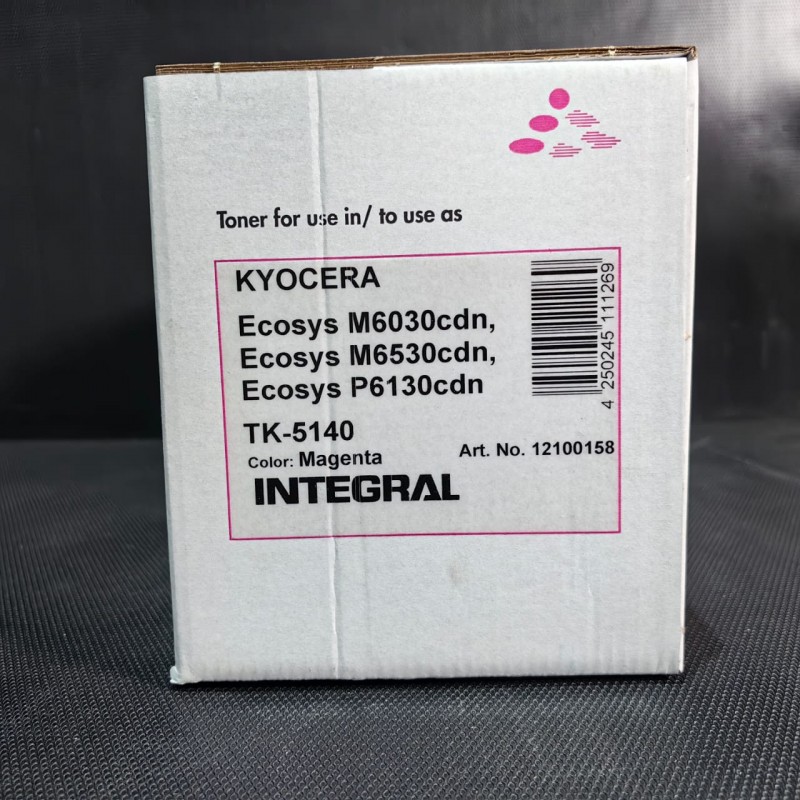 Toner for use in/ to use as
KYOCERA
Ecosys M6030cdn,
Ecosys M6530cdn,
Ecosys P6130cdn
TK-5140
Color: Magenta
Art. No. 12100158
INTEGRAL
4 250245 111269